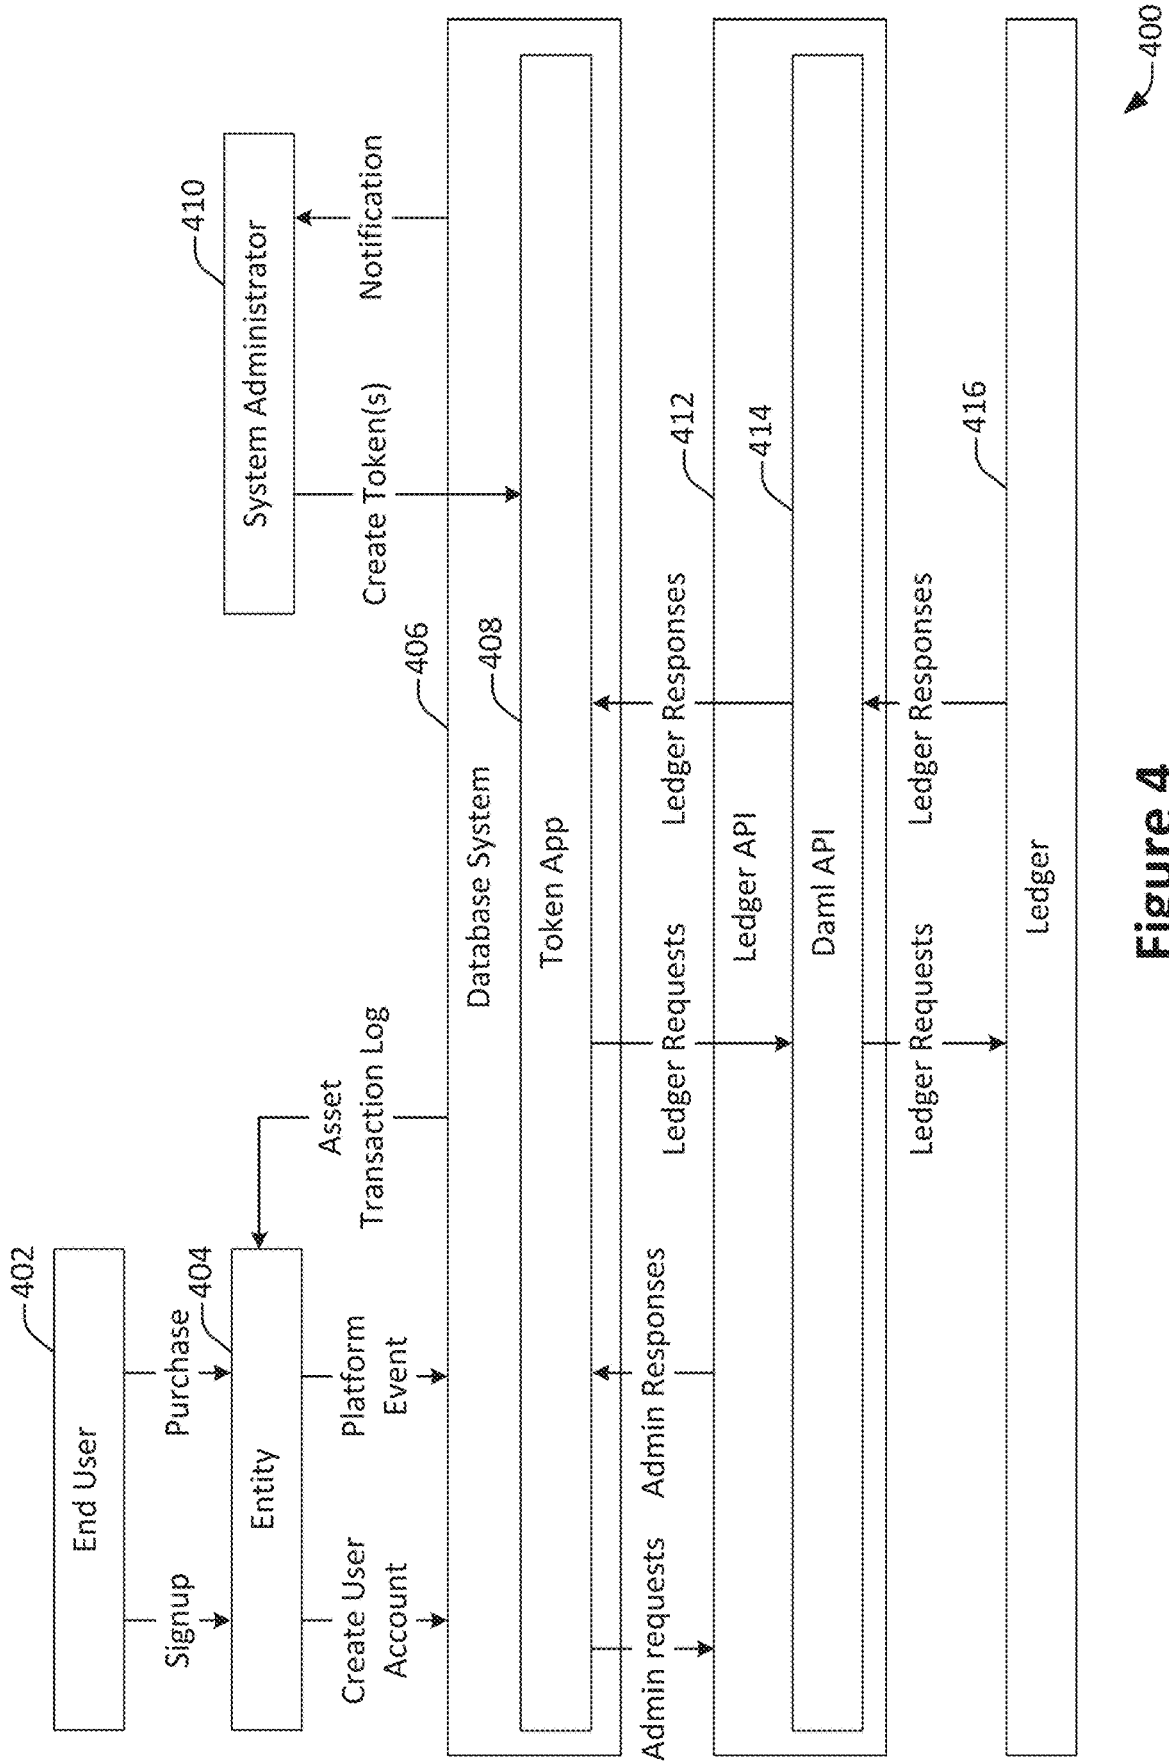 402
End User
Signup
Purchase
404
Entity
Create User
Account
Platform
Event
Asset
Transaction Log
410
System Administrator
Create Token(s)
Notification
406
Database System
408
Token App
Admin requests
Admin Responses
Ledger Requests
Ledger Responses
412
Ledger API
414
Daml API
Ledger Requests
Ledger Responses
416
Ledger
Figure 4
400